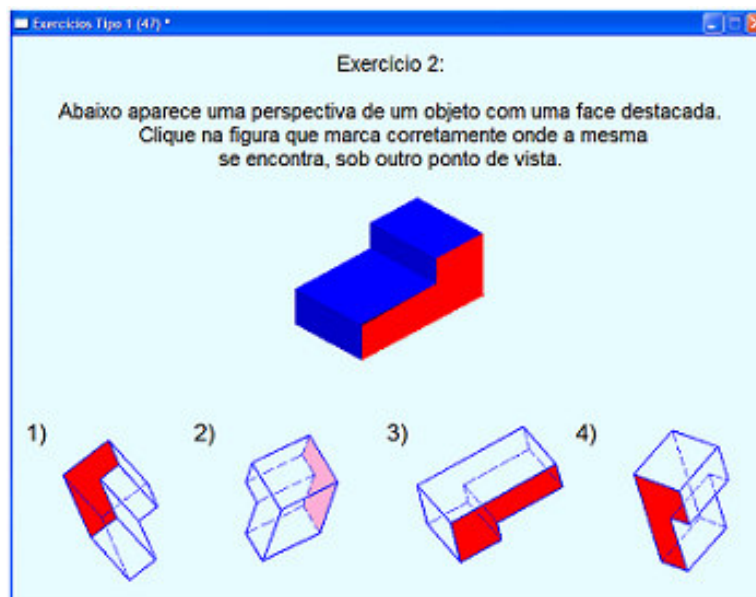 Exercícios Tipo 1 (47) *
Exercício 2:
Abaixo aparece uma perspectiva de um objeto com uma face destacada.
Clique na figura que marca corretamente onde a mesma
se encontra, sob outro ponto de vista.
1)
2)
3)
4)